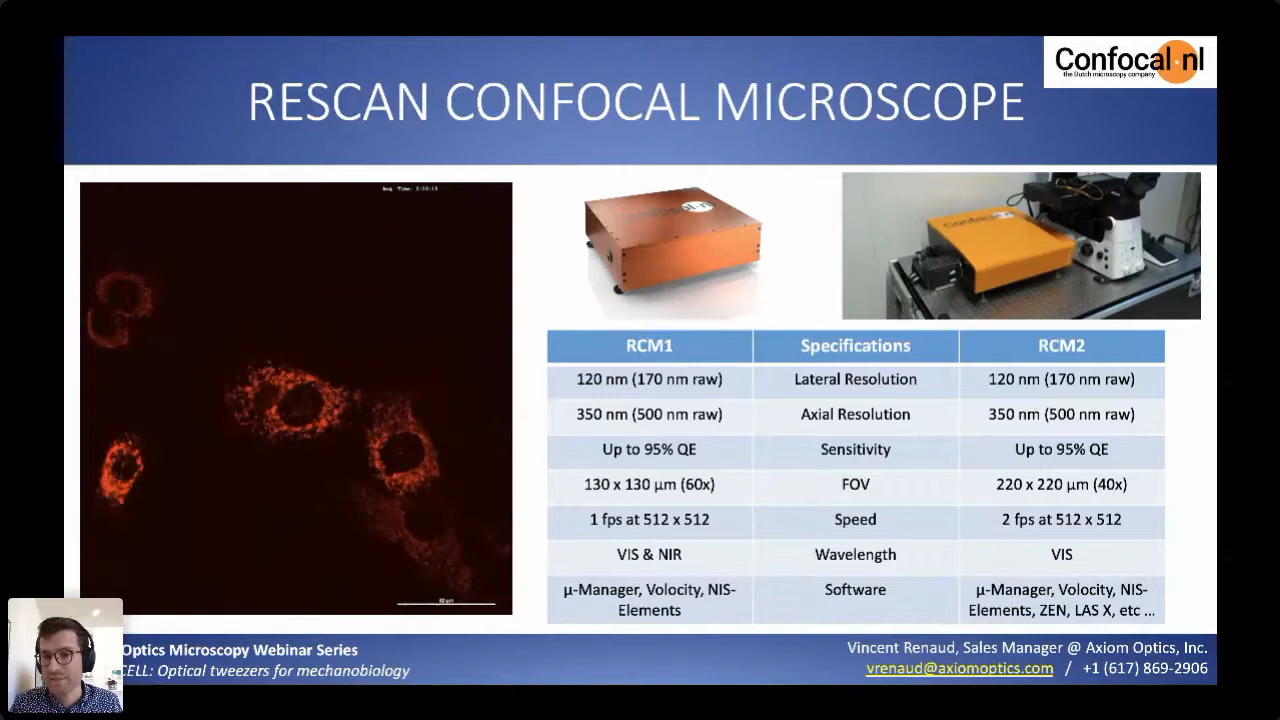 Confocal.nl
the Dutch microscopy company
RESCAN CONFOCAL MICROSCOPE
RCM1 Specifications RCM2
120 nm (170 nm raw) Lateral Resolution 120 nm (170 nm raw)
350 nm (500 nm raw) Axial Resolution 350 nm (500 nm raw)
Up to 95% QE Sensitivity Up to 95% QE
130 x 130 µm (60x) FOV 220 x 220 µm (40x)
1 fps at 512 x 512 Speed 2 fps at 512 x 512
VIS & NIR Wavelength VIS
µ-Manager, Volocity, NIS- Software µ-Manager, Volocity, NIS-
Elements Elements, ZEN, LAS X, etc ...
Optics Microscopy Webinar Series
CELL: Optical tweezers for mechanobiology
Vincent Renaud, Sales Manager @ Axiom Optics, Inc.
vrenaud@axiomoptics.com / +1 (617) 869-2906